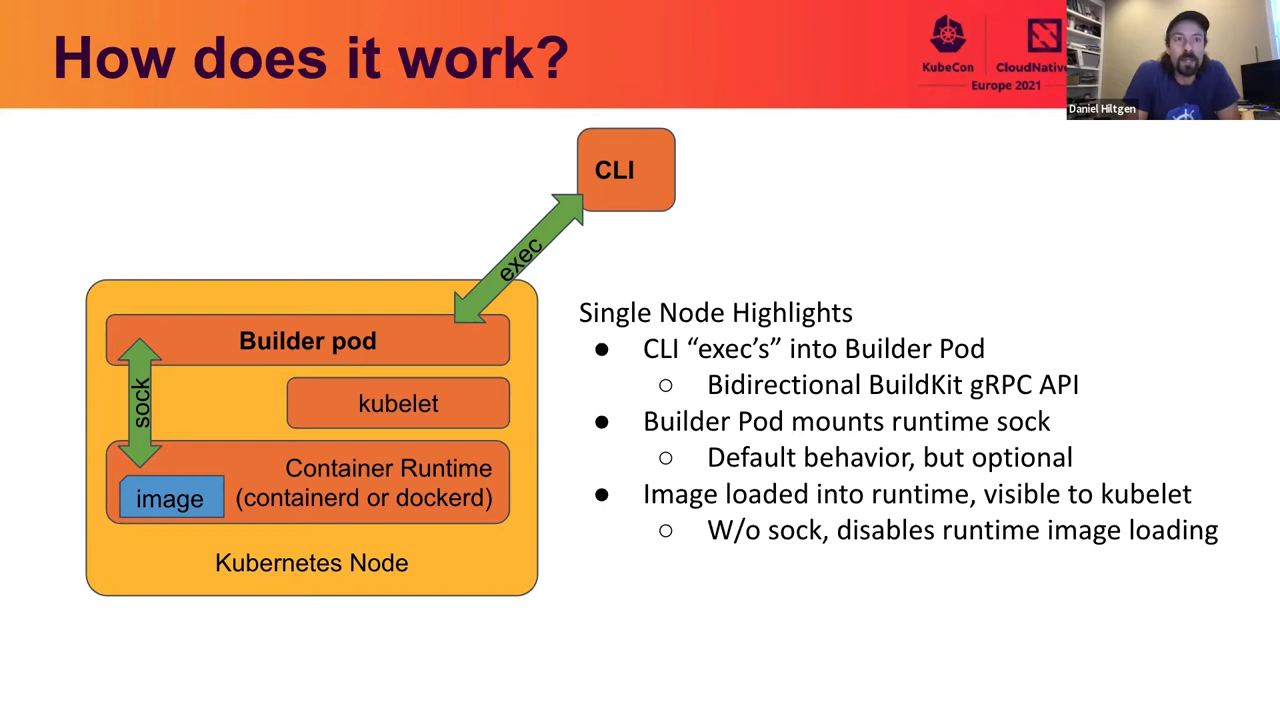 How does it work?
KubeCon
CloudNative
Europe 2021
Daniel Hiltgen
CLI
exec
Builder pod
sock
kubelet
Container Runtime
(containerd or dockerd)
image
Kubernetes Node
Single Node Highlights
● CLI “exec’s” into Builder Pod
○ Bidirectional BuildKit gRPC API
● Builder Pod mounts runtime sock
○ Default behavior, but optional
● Image loaded into runtime, visible to kubelet
○ W/o sock, disables runtime image loading